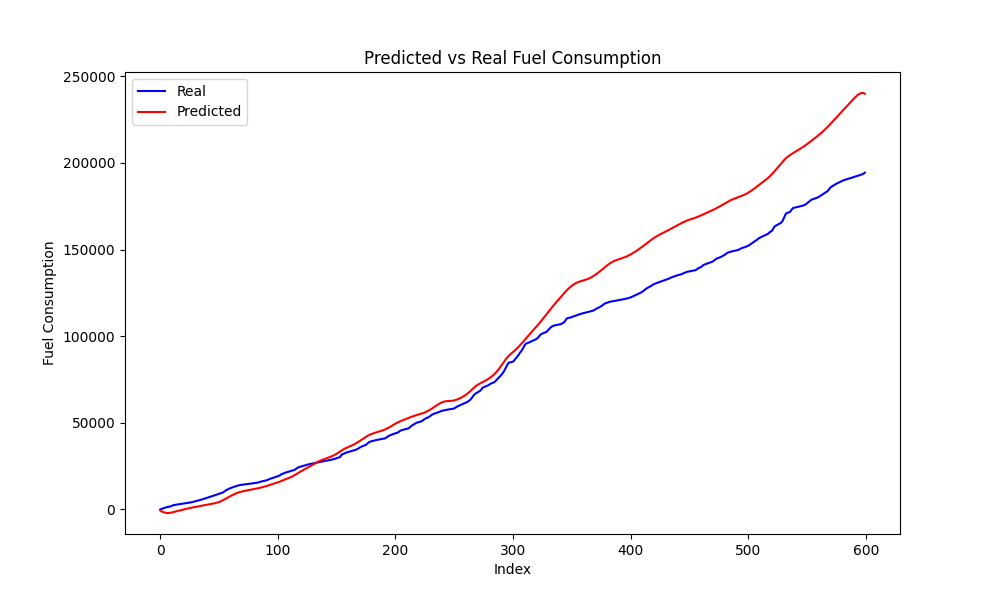 Predicted vs Real Fuel Consumption
250000
200000
150000
100000
50000
0
Fuel Consumption
Real
Predicted
0 100 200 300 400 500 600
Index